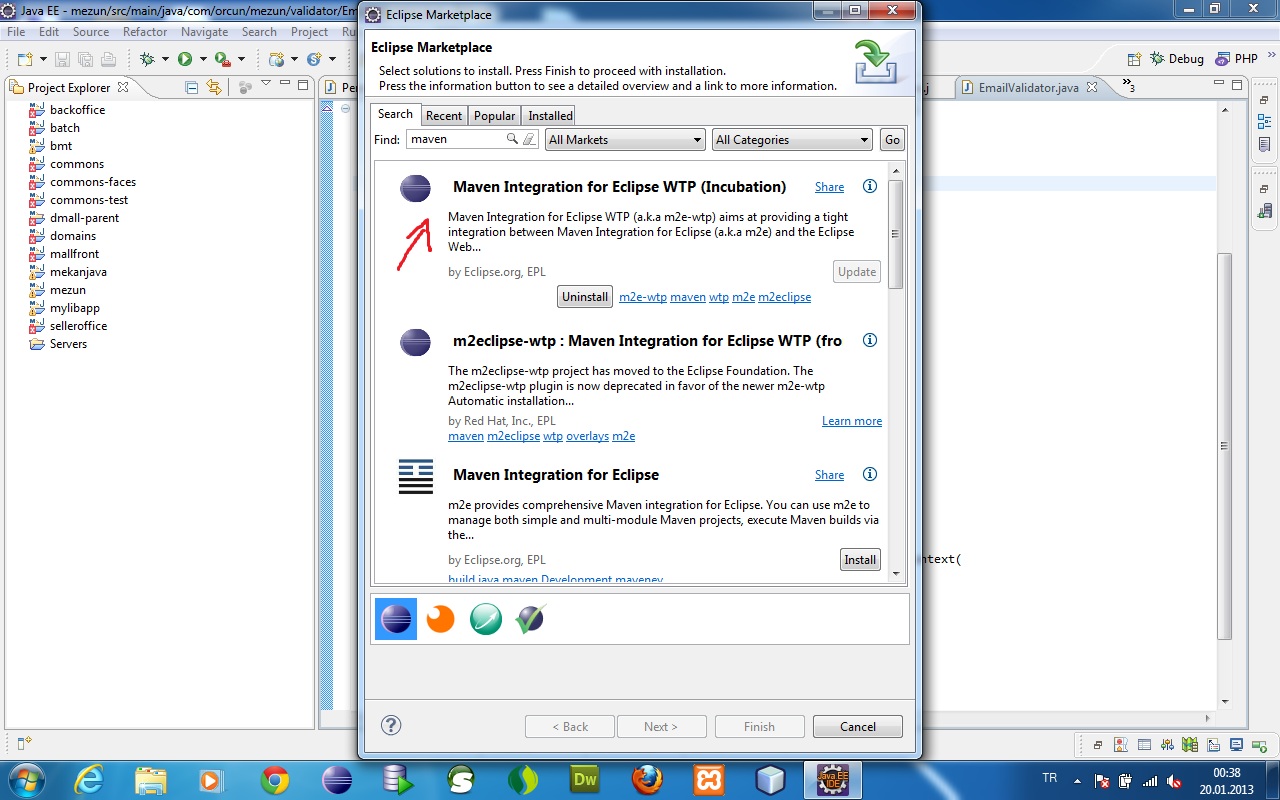 Java EE - mezun/src/main/java/com/orcun/mezun/validator/Em
Eclipse Marketplace
File Edit Source Refactor Navigate Search Project Ru
Debug PHP
Project Explorer
EmailValidator.java
3
backoffice
batch
bmt
commons
commons-faces
commons-test
dmall-parent
domains
mallfront
mekanjava
mezun
mylibapp
selleroffice
Servers
Eclipse Marketplace
Select solutions to install. Press Finish to proceed with installation.
Press the information button to see a detailed overview and a link to more information.
Search Recent Popular Installed
Find: maven All Markets All Categories Go
Maven Integration for Eclipse WTP (Incubation) Share
Maven Integration for Eclipse WTP (a.k.a m2e-wtp) aims at providing a tight
integration between Maven Integration for Eclipse (a.k.a m2e) and the Eclipse
Web...
by Eclipse.org, EPL Update
Uninstall m2e-wtp maven wtp m2e m2eclipse
m2eclipse-wtp : Maven Integration for Eclipse WTP (fro
The m2eclipse-wtp project has moved to the Eclipse Foundation. The
m2eclipse-wtp plugin is now deprecated in favor of the newer m2e-wtp
Automatic installation...
by Red Hat, Inc., EPL Learn more
maven m2eclipse wtp overlays m2e
Maven Integration for Eclipse Share
m2e provides comprehensive Maven integration for Eclipse. You can use m2e to
manage both simple and multi-module Maven projects, execute Maven builds via
the...
by Eclipse.org, EPL Install
build java maven Development maveney
ntext(
< Back Next > Finish Cancel
Dw
Java EE
IDE
TR
00:38
20.01.2013